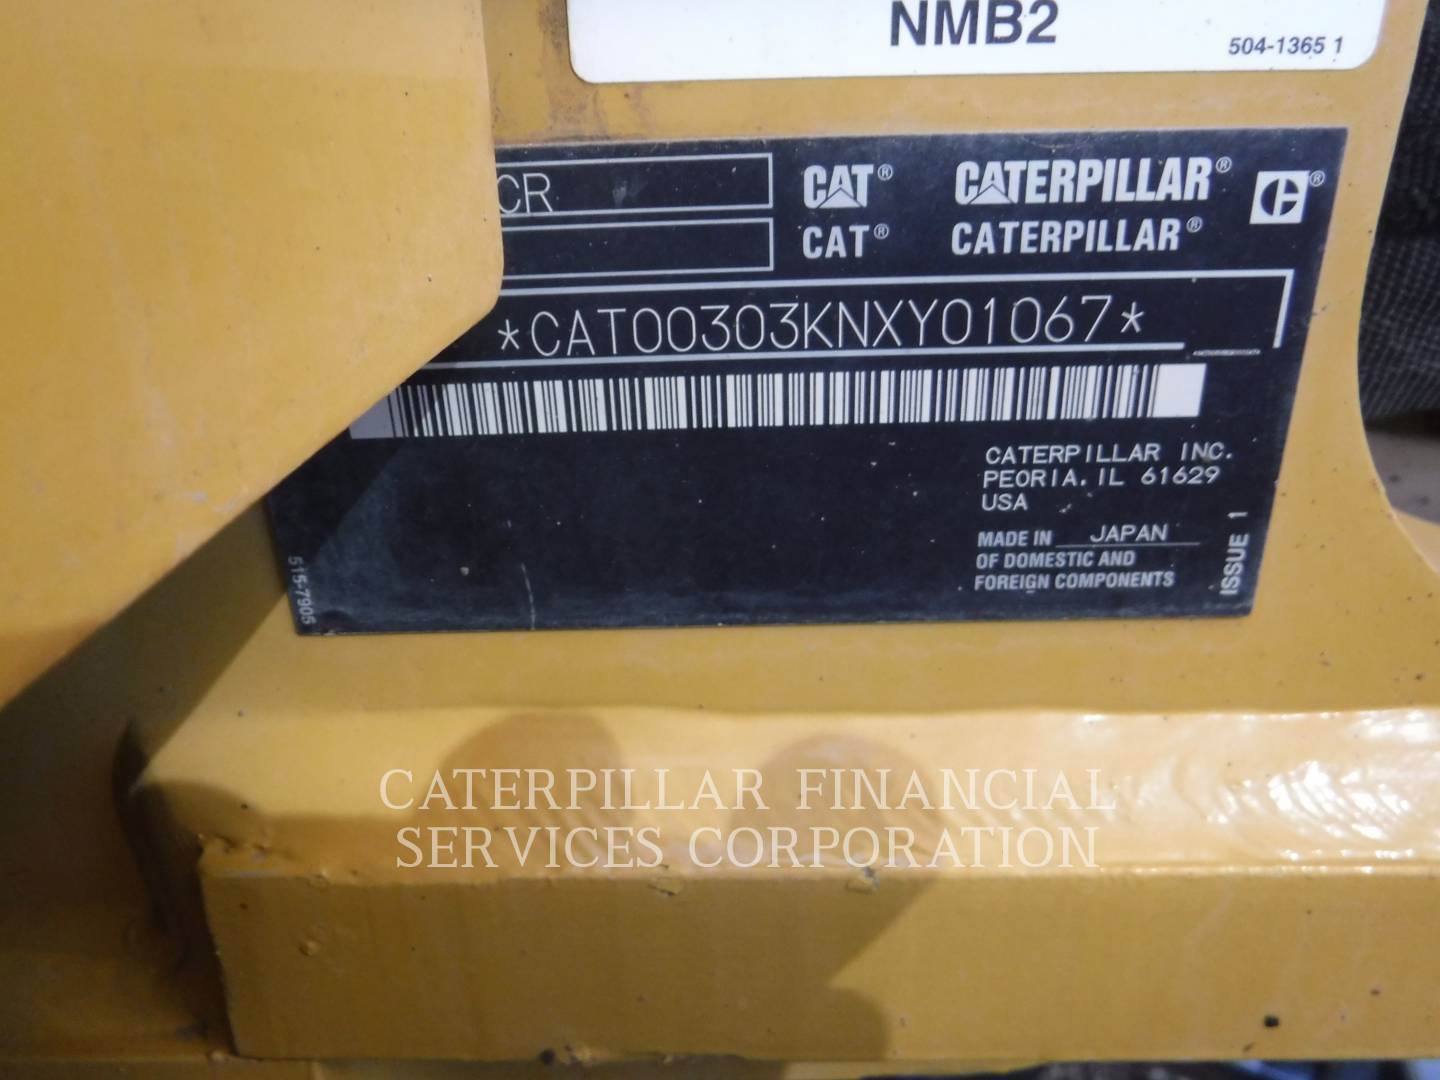 NMB2
504-1365 1
CR
CAT® CATERPILLAR® ®
CAT® CATERPILLAR®
*CAT00303KNXY01067*
CATERPILLAR INC.
PEORIA, IL 61629
USA
MADE IN JAPAN
OF DOMESTIC AND
FOREIGN COMPONENTS
ISSUE 1
515-7905
CATERPILLAR FINANCIAL
SERVICES CORPORATION